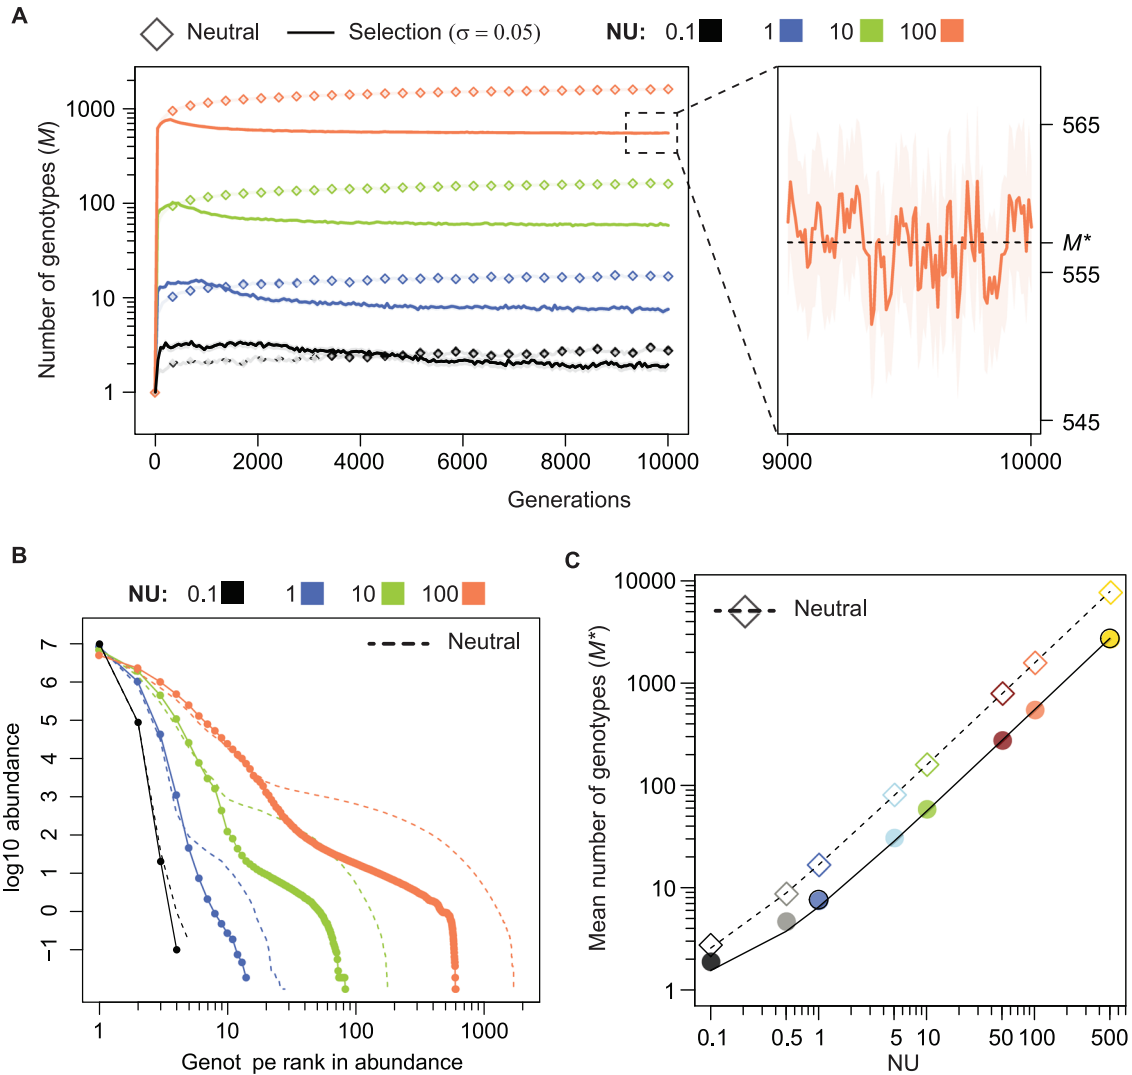 A
Neutral
Selection (σ = 0.05)
NU: 0.1 1 10 100
Number of genotypes (M)
1000
100
10
1
0 2000 4000 6000 8000 10000
Generations
565
M*
555
545
9000 10000
B
NU: 0.1 1 10 100
Neutral
log10 abundance
7
6
5
4
3
2
1
0
−1
1 10 100 1000
Genot pe rank in abundance
C
Neutral
Mean number of genotypes (M*)
10000
1000
100
10
1
0.1 0.5 1 5 10 50 100 500
NU